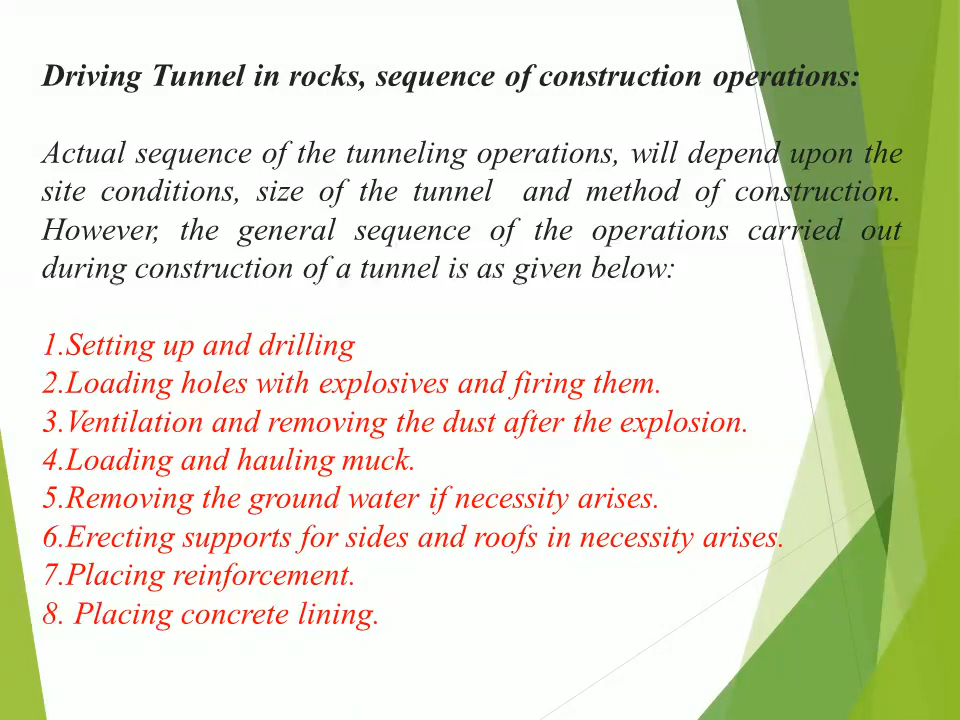 Driving Tunnel in rocks, sequence of construction operations:
Actual sequence of the tunneling operations, will depend upon the
site conditions, size of the tunnel and method of construction.
However, the general sequence of the operations carried out
during construction of a tunnel is as given below:
1.Setting up and drilling
2.Loading holes with explosives and firing them.
3.Ventilation and removing the dust after the explosion.
4.Loading and hauling muck.
5.Removing the ground water if necessity arises.
6.Erecting supports for sides and roofs in necessity arises.
7.Placing reinforcement.
8. Placing concrete lining.